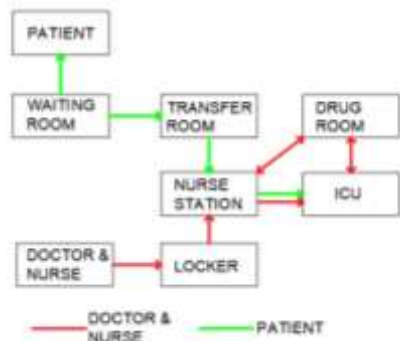 PATIENT
WAITING
ROOM
TRANSFER
ROOM
DRUG
ROOM
NURSE
STATION
ICU
DOCTOR &
NURSE
LOCKER
DOCTOR &
NURSE
PATIENT